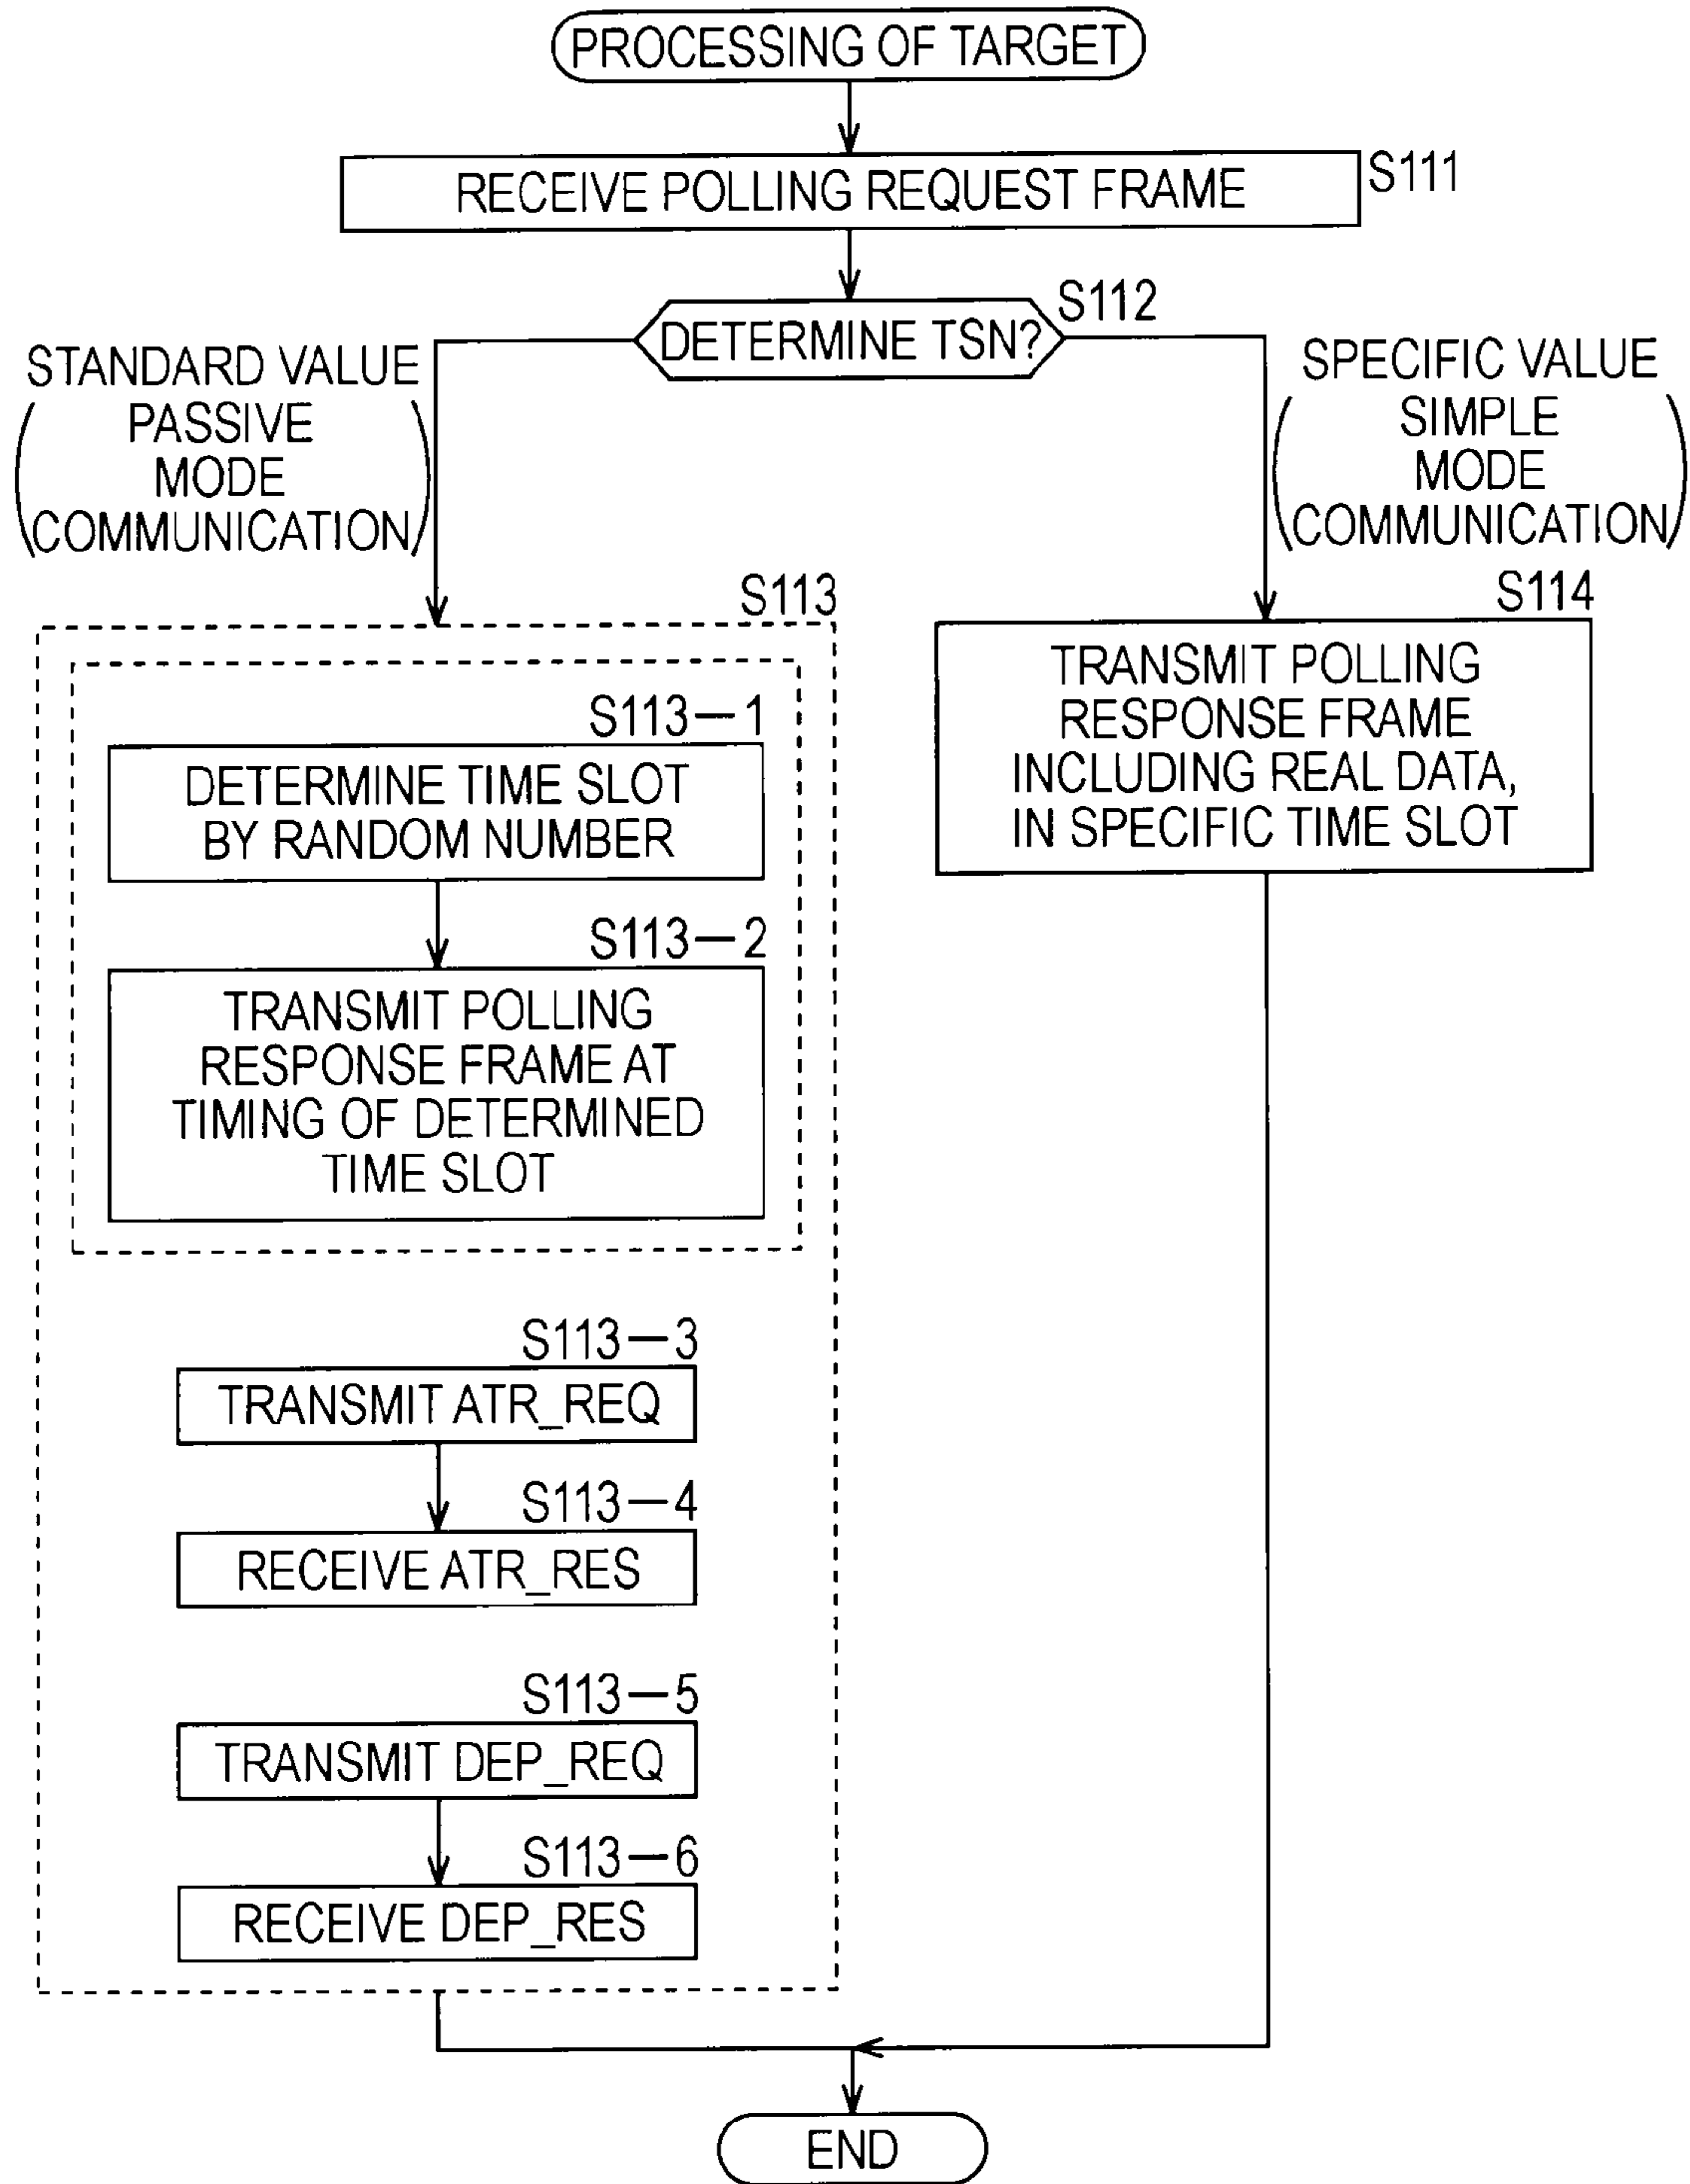 PROCESSING OF TARGET
RECEIVE POLLING REQUEST FRAME
S111
DETERMINE TSN?
S112
STANDARD VALUE
PASSIVE
MODE
COMMUNICATION
SPECIFIC VALUE
SIMPLE
MODE
COMMUNICATION
S113
S113-1
DETERMINE TIME SLOT
BY RANDOM NUMBER
S113-2
TRANSMIT POLLING
RESPONSE FRAME AT
TIMING OF DETERMINED
TIME SLOT
S113-3
TRANSMIT ATR_REQ
S113-4
RECEIVE ATR_RES
S113-5
TRANSMIT DEP_REQ
S113-6
RECEIVE DEP_RES
S114
TRANSMIT POLLING
RESPONSE FRAME
INCLUDING REAL DATA,
IN SPECIFIC TIME SLOT
END